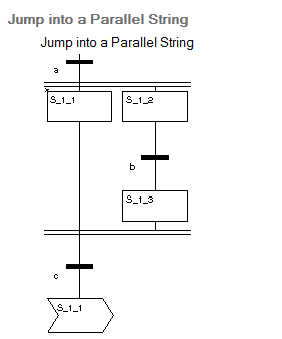 Jump into a Parallel String
Jump into a Parallel String
a
S_1_1
S_1_2
b
S_1_3
c
S_1_1